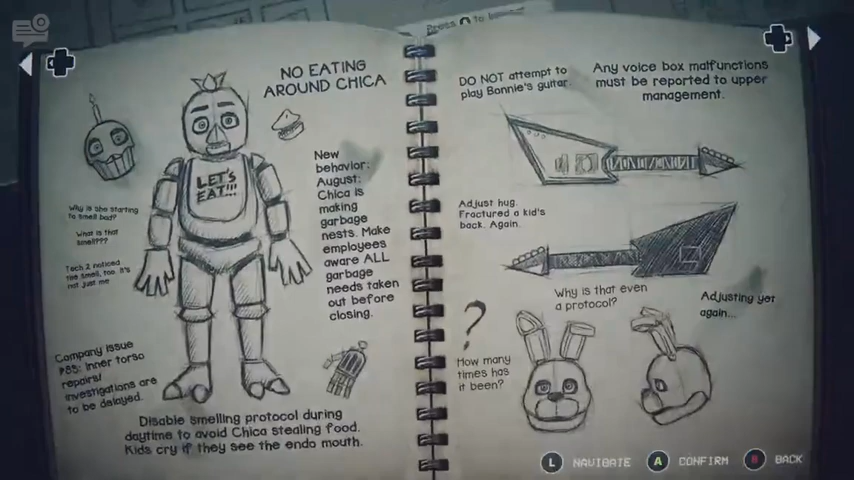 Press to
NO EATING
AROUND CHICA
LET'S
EAT!!!
New
behavior:
August:
Chica is
making
garbage
nests. Make
employees
aware ALL
garbage
needs taken
out before
closing.
Why is she starting
to smell bad?
What is that
smell???
Tech 2 noticed
the smell, too. It's
not just me
Company issue
#85: inner torso
repairs/
investigations are
to be delayed.
Disable smelling protocol during
daytime to avoid Chica stealing food.
Kids cry if they see the endo mouth.
DO NOT attempt to
play Bonnie's guitar.
Any voice box malfunctions
must be reported to upper
management.
Adjust hug.
Fractured a kid's
back. Again.
Why is that even
a protocol?
Adjusting yet
again...
?
How many
times has
it been?
L NAVIGATE A CONFIRM B BACK